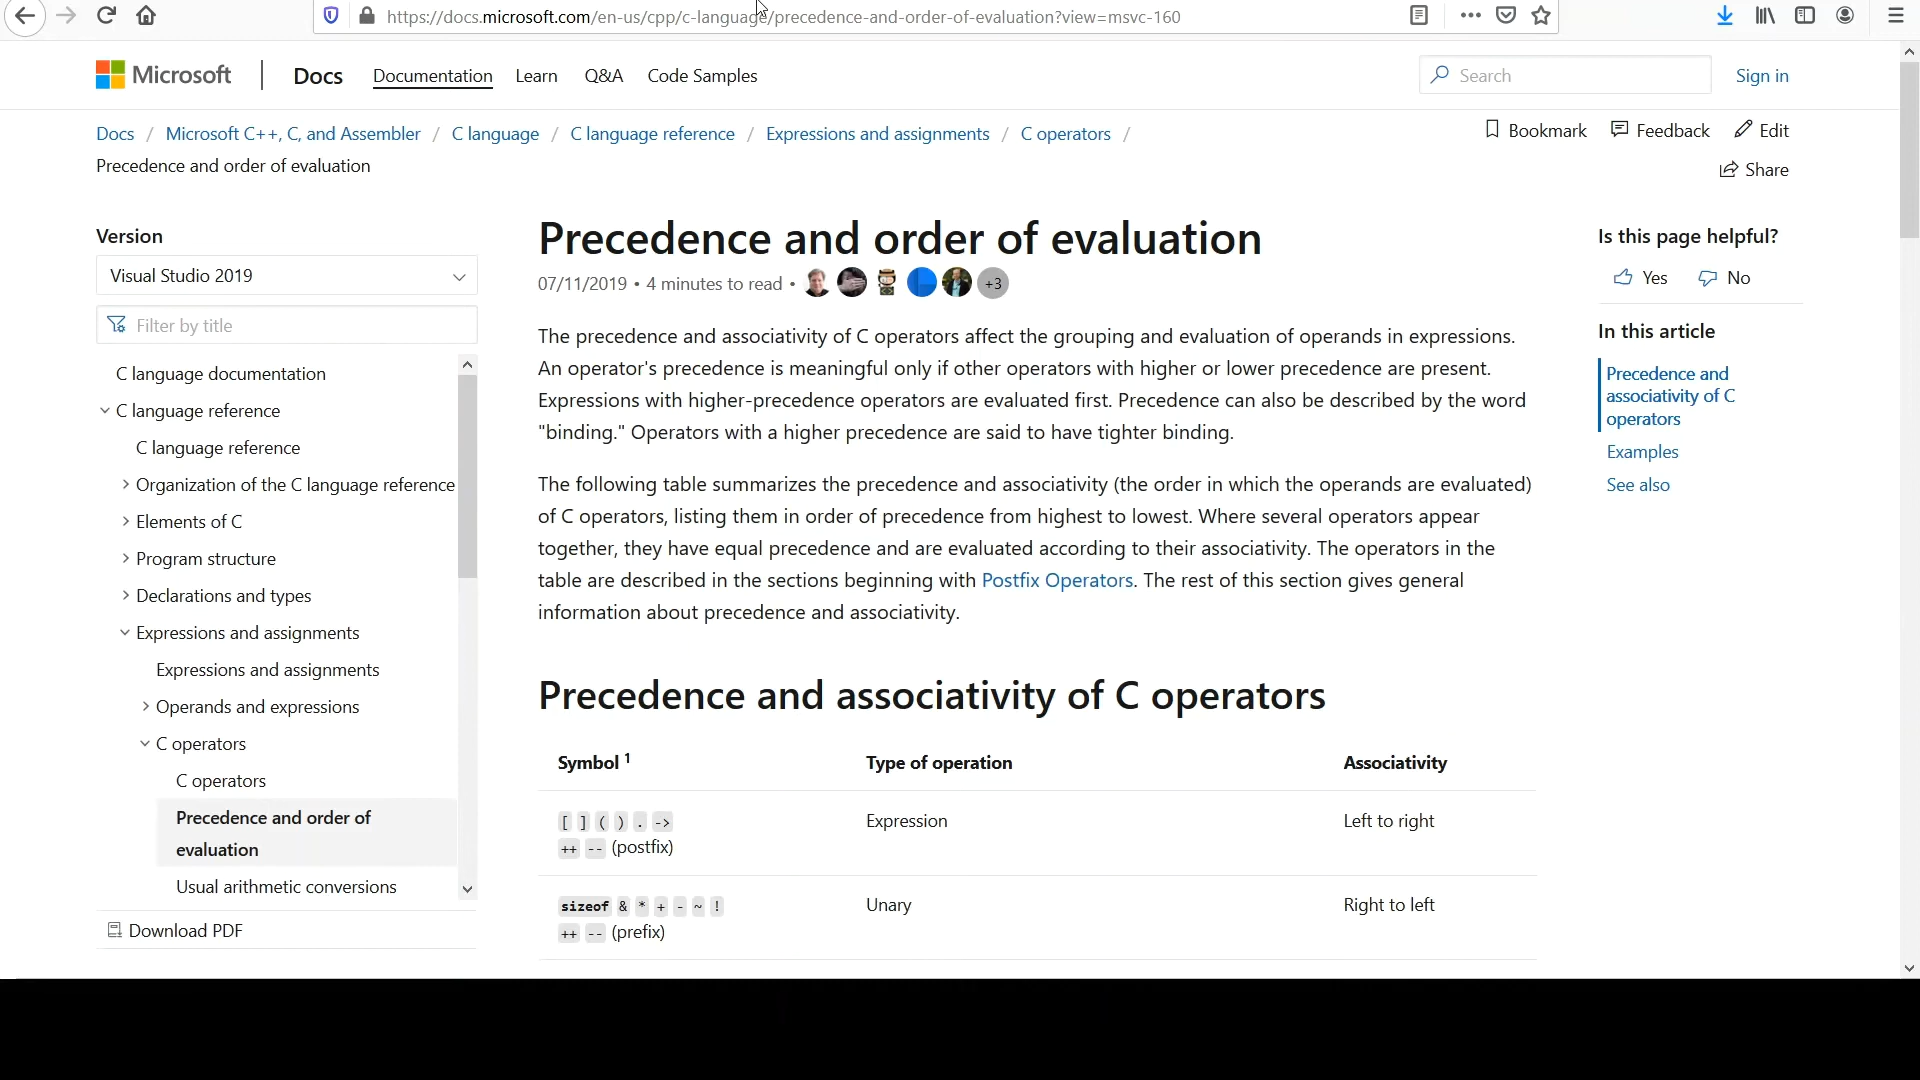 https://docs.microsoft.com/en-us/cpp/c-language/precedence-and-order-of-evaluation?view=msvc-160
Microsoft
Docs Documentation Learn Q&A Code Samples
Search
Sign in
Docs / Microsoft C++, C, and Assembler / C language / C language reference / Expressions and assignments / C operators /
Precedence and order of evaluation
Bookmark Feedback Edit
Share
Version
Visual Studio 2019
Filter by title
C language documentation
C language reference
C language reference
Organization of the C language reference
Elements of C
Program structure
Declarations and types
Expressions and assignments
Expressions and assignments
Operands and expressions
C operators
C operators
Precedence and order of
evaluation
Usual arithmetic conversions
Download PDF
Precedence and order of evaluation
07/11/2019 • 4 minutes to read • +3
The precedence and associativity of C operators affect the grouping and evaluation of operands in expressions.
An operator's precedence is meaningful only if other operators with higher or lower precedence are present.
Expressions with higher-precedence operators are evaluated first. Precedence can also be described by the word
"binding." Operators with a higher precedence are said to have tighter binding.
The following table summarizes the precedence and associativity (the order in which the operands are evaluated)
of C operators, listing them in order of precedence from highest to lowest. Where several operators appear
together, they have equal precedence and are evaluated according to their associativity. The operators in the
table are described in the sections beginning with Postfix Operators. The rest of this section gives general
information about precedence and associativity.
Precedence and associativity of C operators
Symbol 1 Type of operation Associativity
[ ] ( ) . -> Expression Left to right
++ -- (postfix)
sizeof & * + - ~ ! Unary Right to left
++ -- (prefix)
Is this page helpful?
Yes No
In this article
Precedence and
associativity of C
operators
Examples
See also